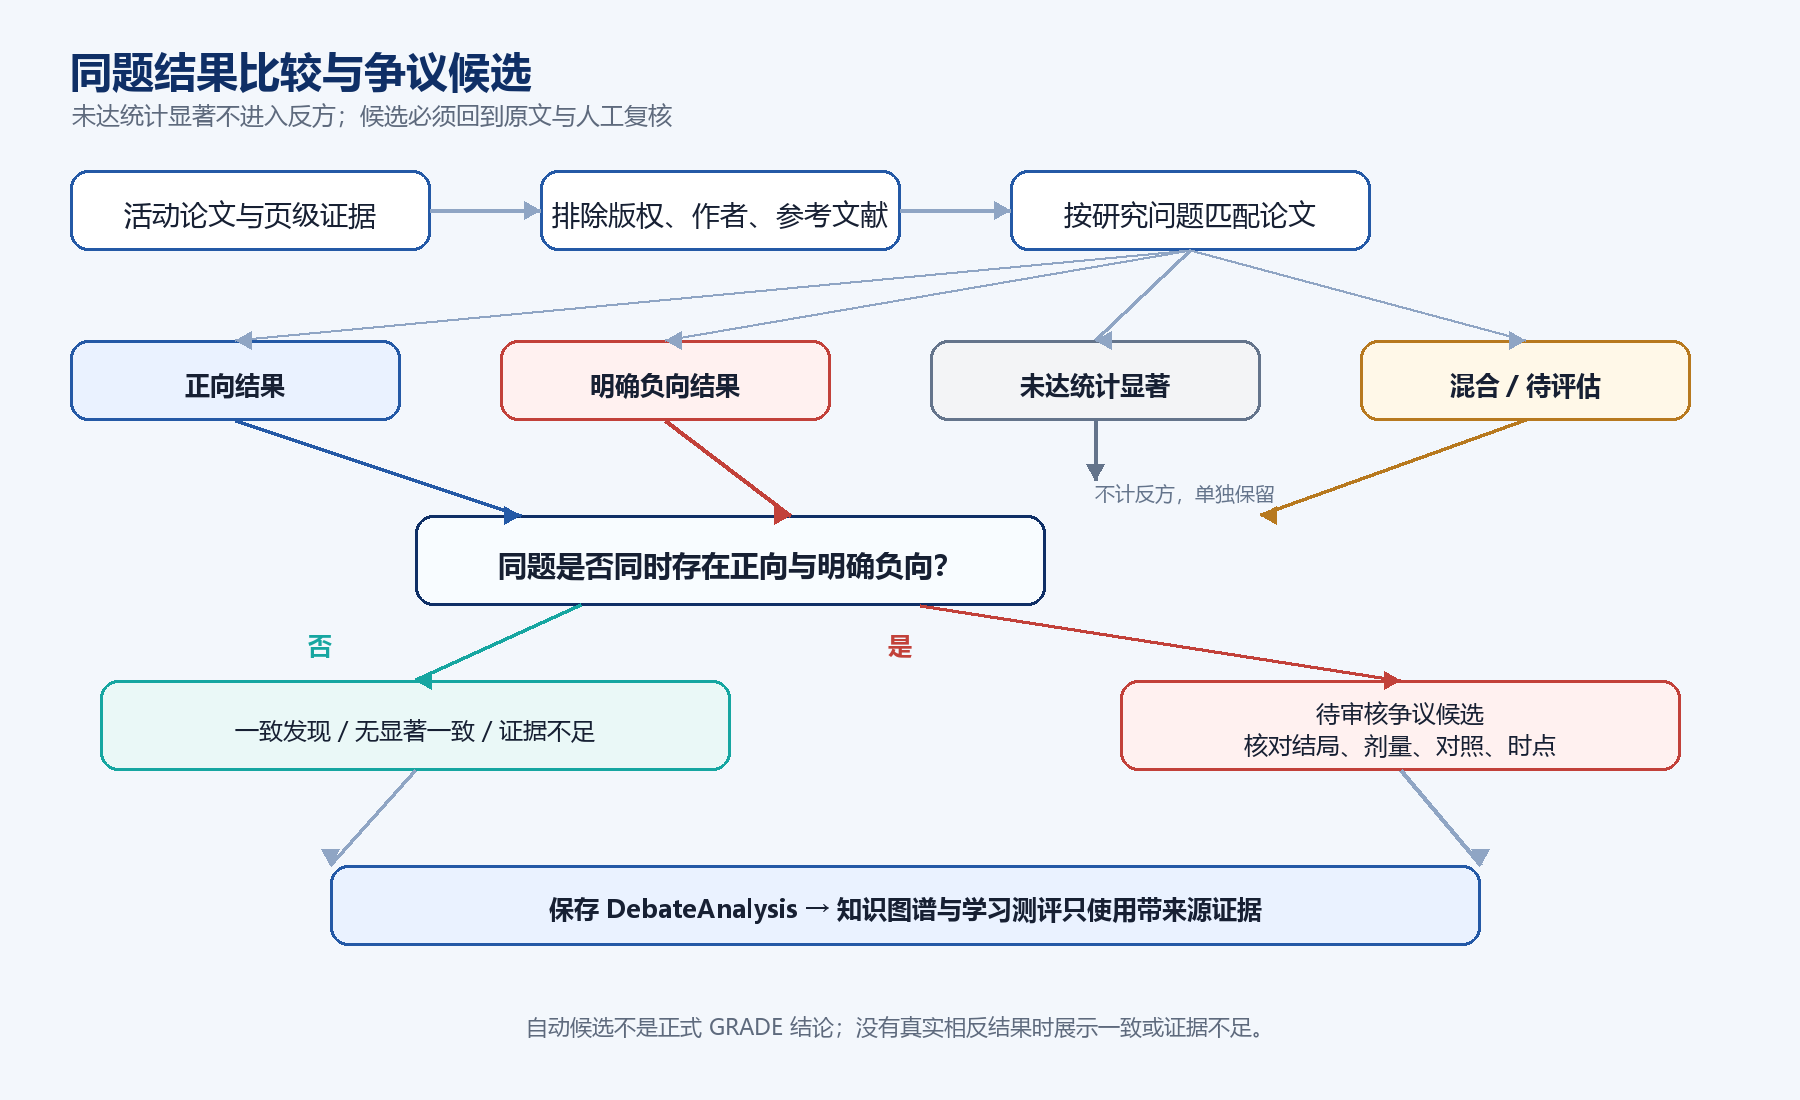 同题结果比较与争议候选
未达统计显著不进入反方；候选必须回到原文与人工复核
活动论文与页级证据
排除版权、作者、参考文献
按研究问题匹配论文
正向结果
明确负向结果
未达统计显著
混合 / 待评估
不计反方，单独保留
同题是否同时存在正向与明确负向？
否
是
一致发现 / 无显著一致 / 证据不足
待审核争议候选
核对结局、剂量、对照、时点
保存 DebateAnalysis → 知识图谱与学习测评只使用带来源证据
自动候选不是正式 GRADE 结论；没有真实相反结果时展示一致或证据不足。